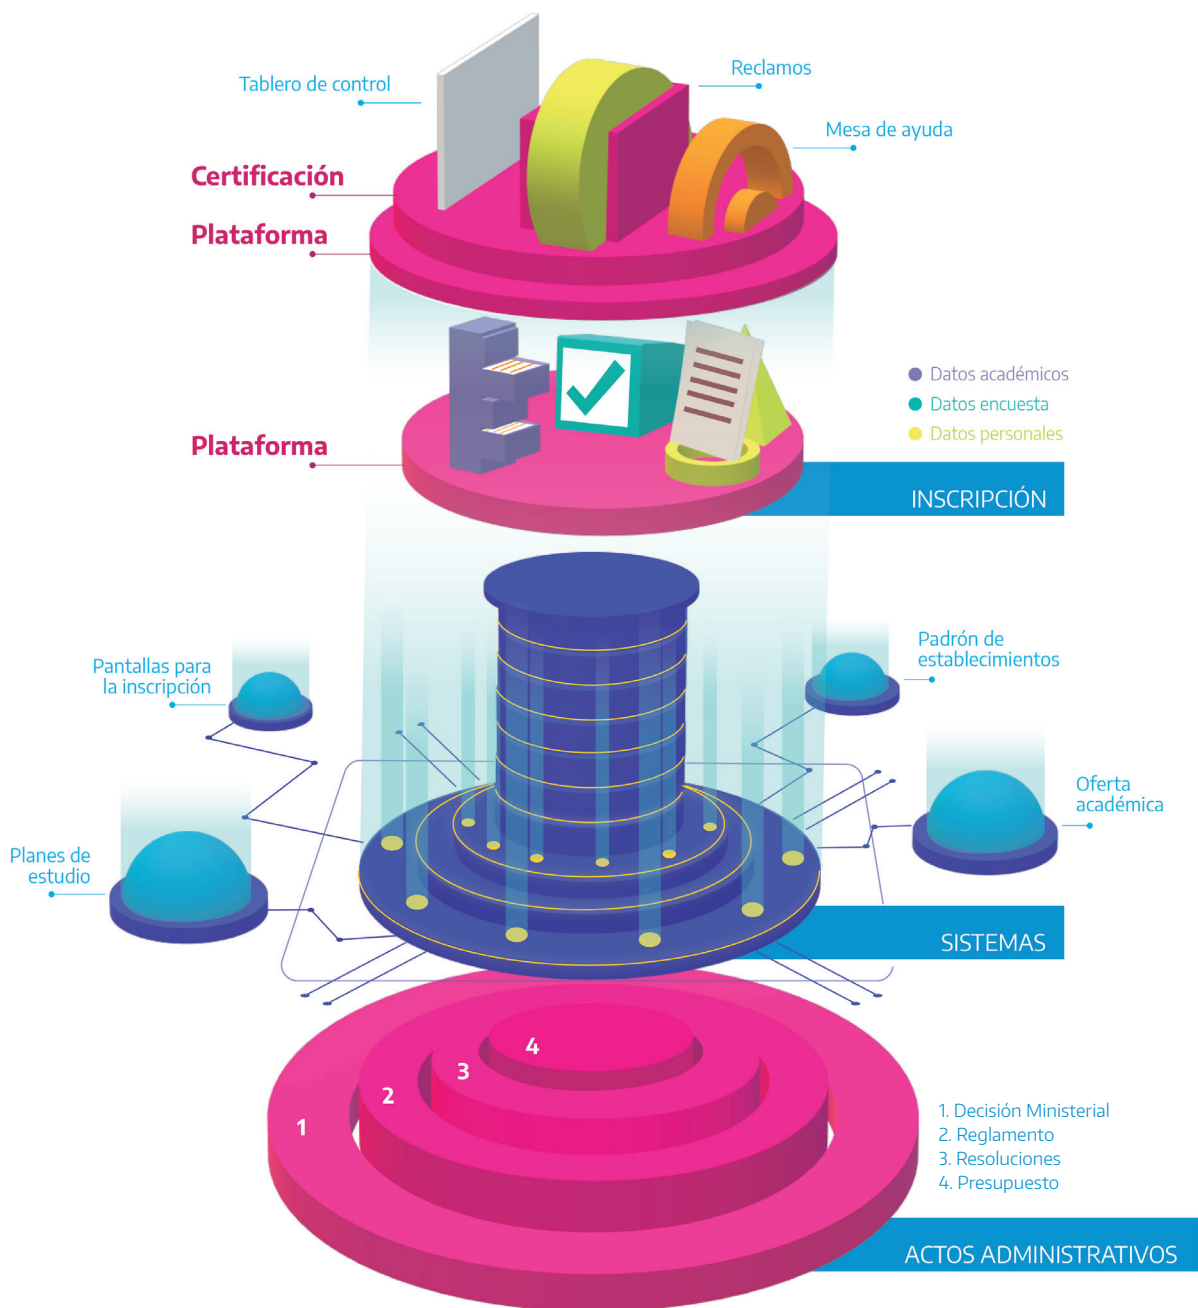 Tablero de control
Reclamos
Mesa de ayuda
Certificación
Plataforma
Datos académicos
Datos encuesta
Datos personales
Plataforma
INSCRIPCIÓN
Pantallas para
la inscripción
Padrón de
establecimientos
Oferta
académica
Planes de
estudio
SISTEMAS
4
3
2
1
1. Decisión Ministerial
2. Reglamento
3. Resoluciones
4. Presupuesto
ACTOS ADMINISTRATIVOS